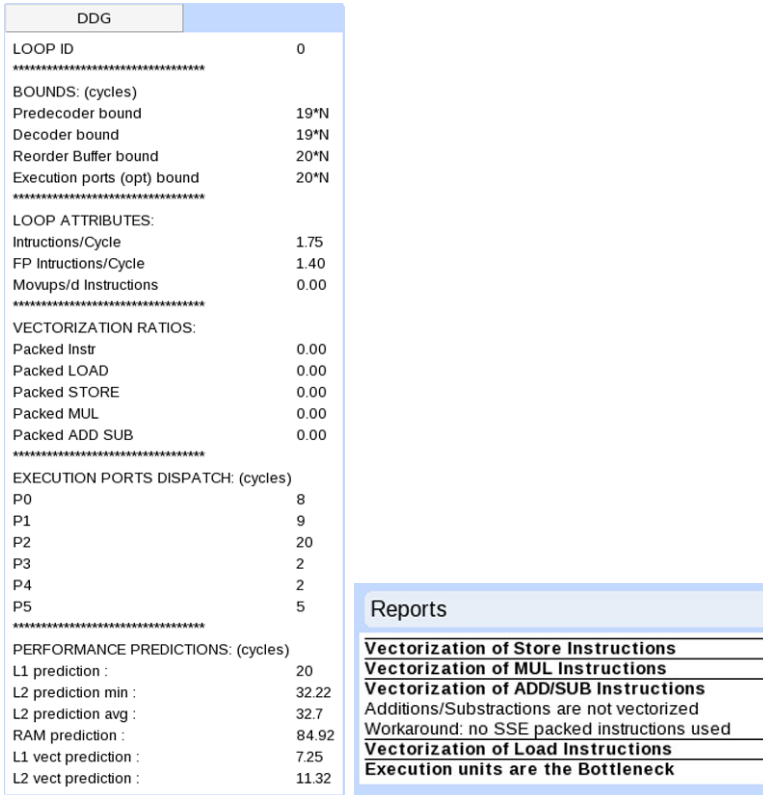 DDG
LOOP ID 0
*********************************
BOUNDS: (cycles)
Predecoder bound 19*N
Decoder bound 19*N
Reorder Buffer bound 20*N
Execution ports (opt) bound 20*N
*********************************
LOOP ATTRIBUTES:
Intructions/Cycle 1.75
FP Intructions/Cycle 1.40
Movups/d Instructions 0.00
*********************************
VECTORIZATION RATIOS:
Packed Instr 0.00
Packed LOAD 0.00
Packed STORE 0.00
Packed MUL 0.00
Packed ADD SUB 0.00
*********************************
EXECUTION PORTS DISPATCH: (cycles)
P0 8
P1 9
P2 20
P3 2
P4 2
P5 5
*********************************
PERFORMANCE PREDICTIONS: (cycles)
L1 prediction : 20
L2 prediction min : 32.22
L2 prediction avg : 32.7
RAM prediction : 84.92
L1 vect prediction : 7.25
L2 vect prediction : 11.32
Reports
Vectorization of Store Instructions
Vectorization of MUL Instructions
Vectorization of ADD/SUB Instructions
Additions/Substractions are not vectorized
Workaround: no SSE packed instructions used
Vectorization of Load Instructions
Execution units are the Bottleneck